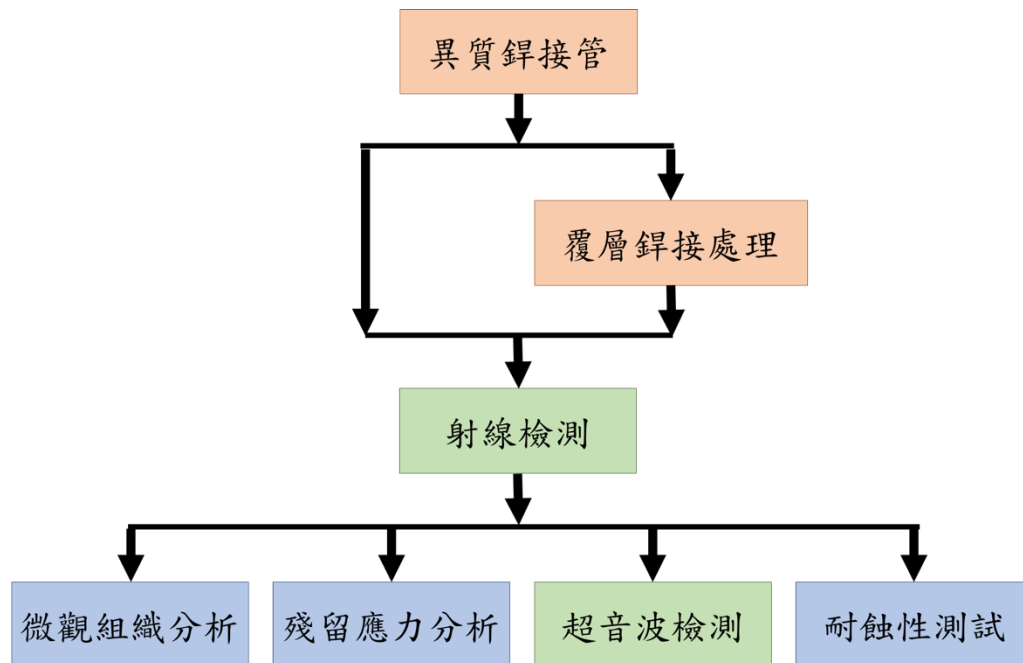 異質銲接管
覆層銲接處理
射線檢測
微觀組織分析
殘留應力分析
超音波檢測
耐蝕性測試